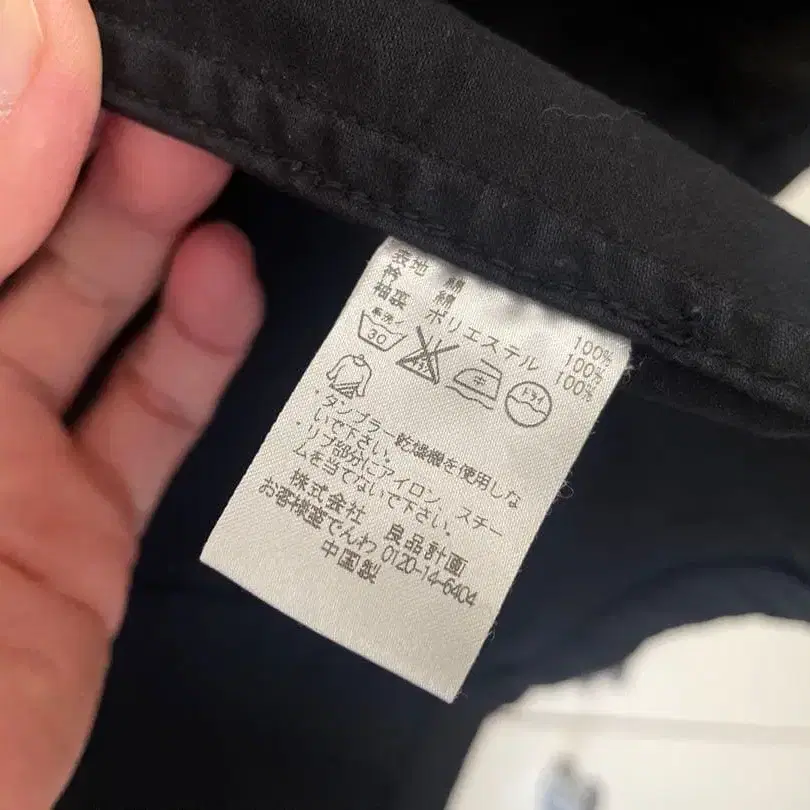 表地 綿 100%
衿 綿 100%
袖裏 ポリエステル 100%
30
ドライ
・タンブラー乾燥機を使用しな
いで下さい。
・リブ部分にアイロン、スチー
ムを当てないで下さい。
株式会社 良品計画
お客様室でんわ 0120-14-6404
中国製